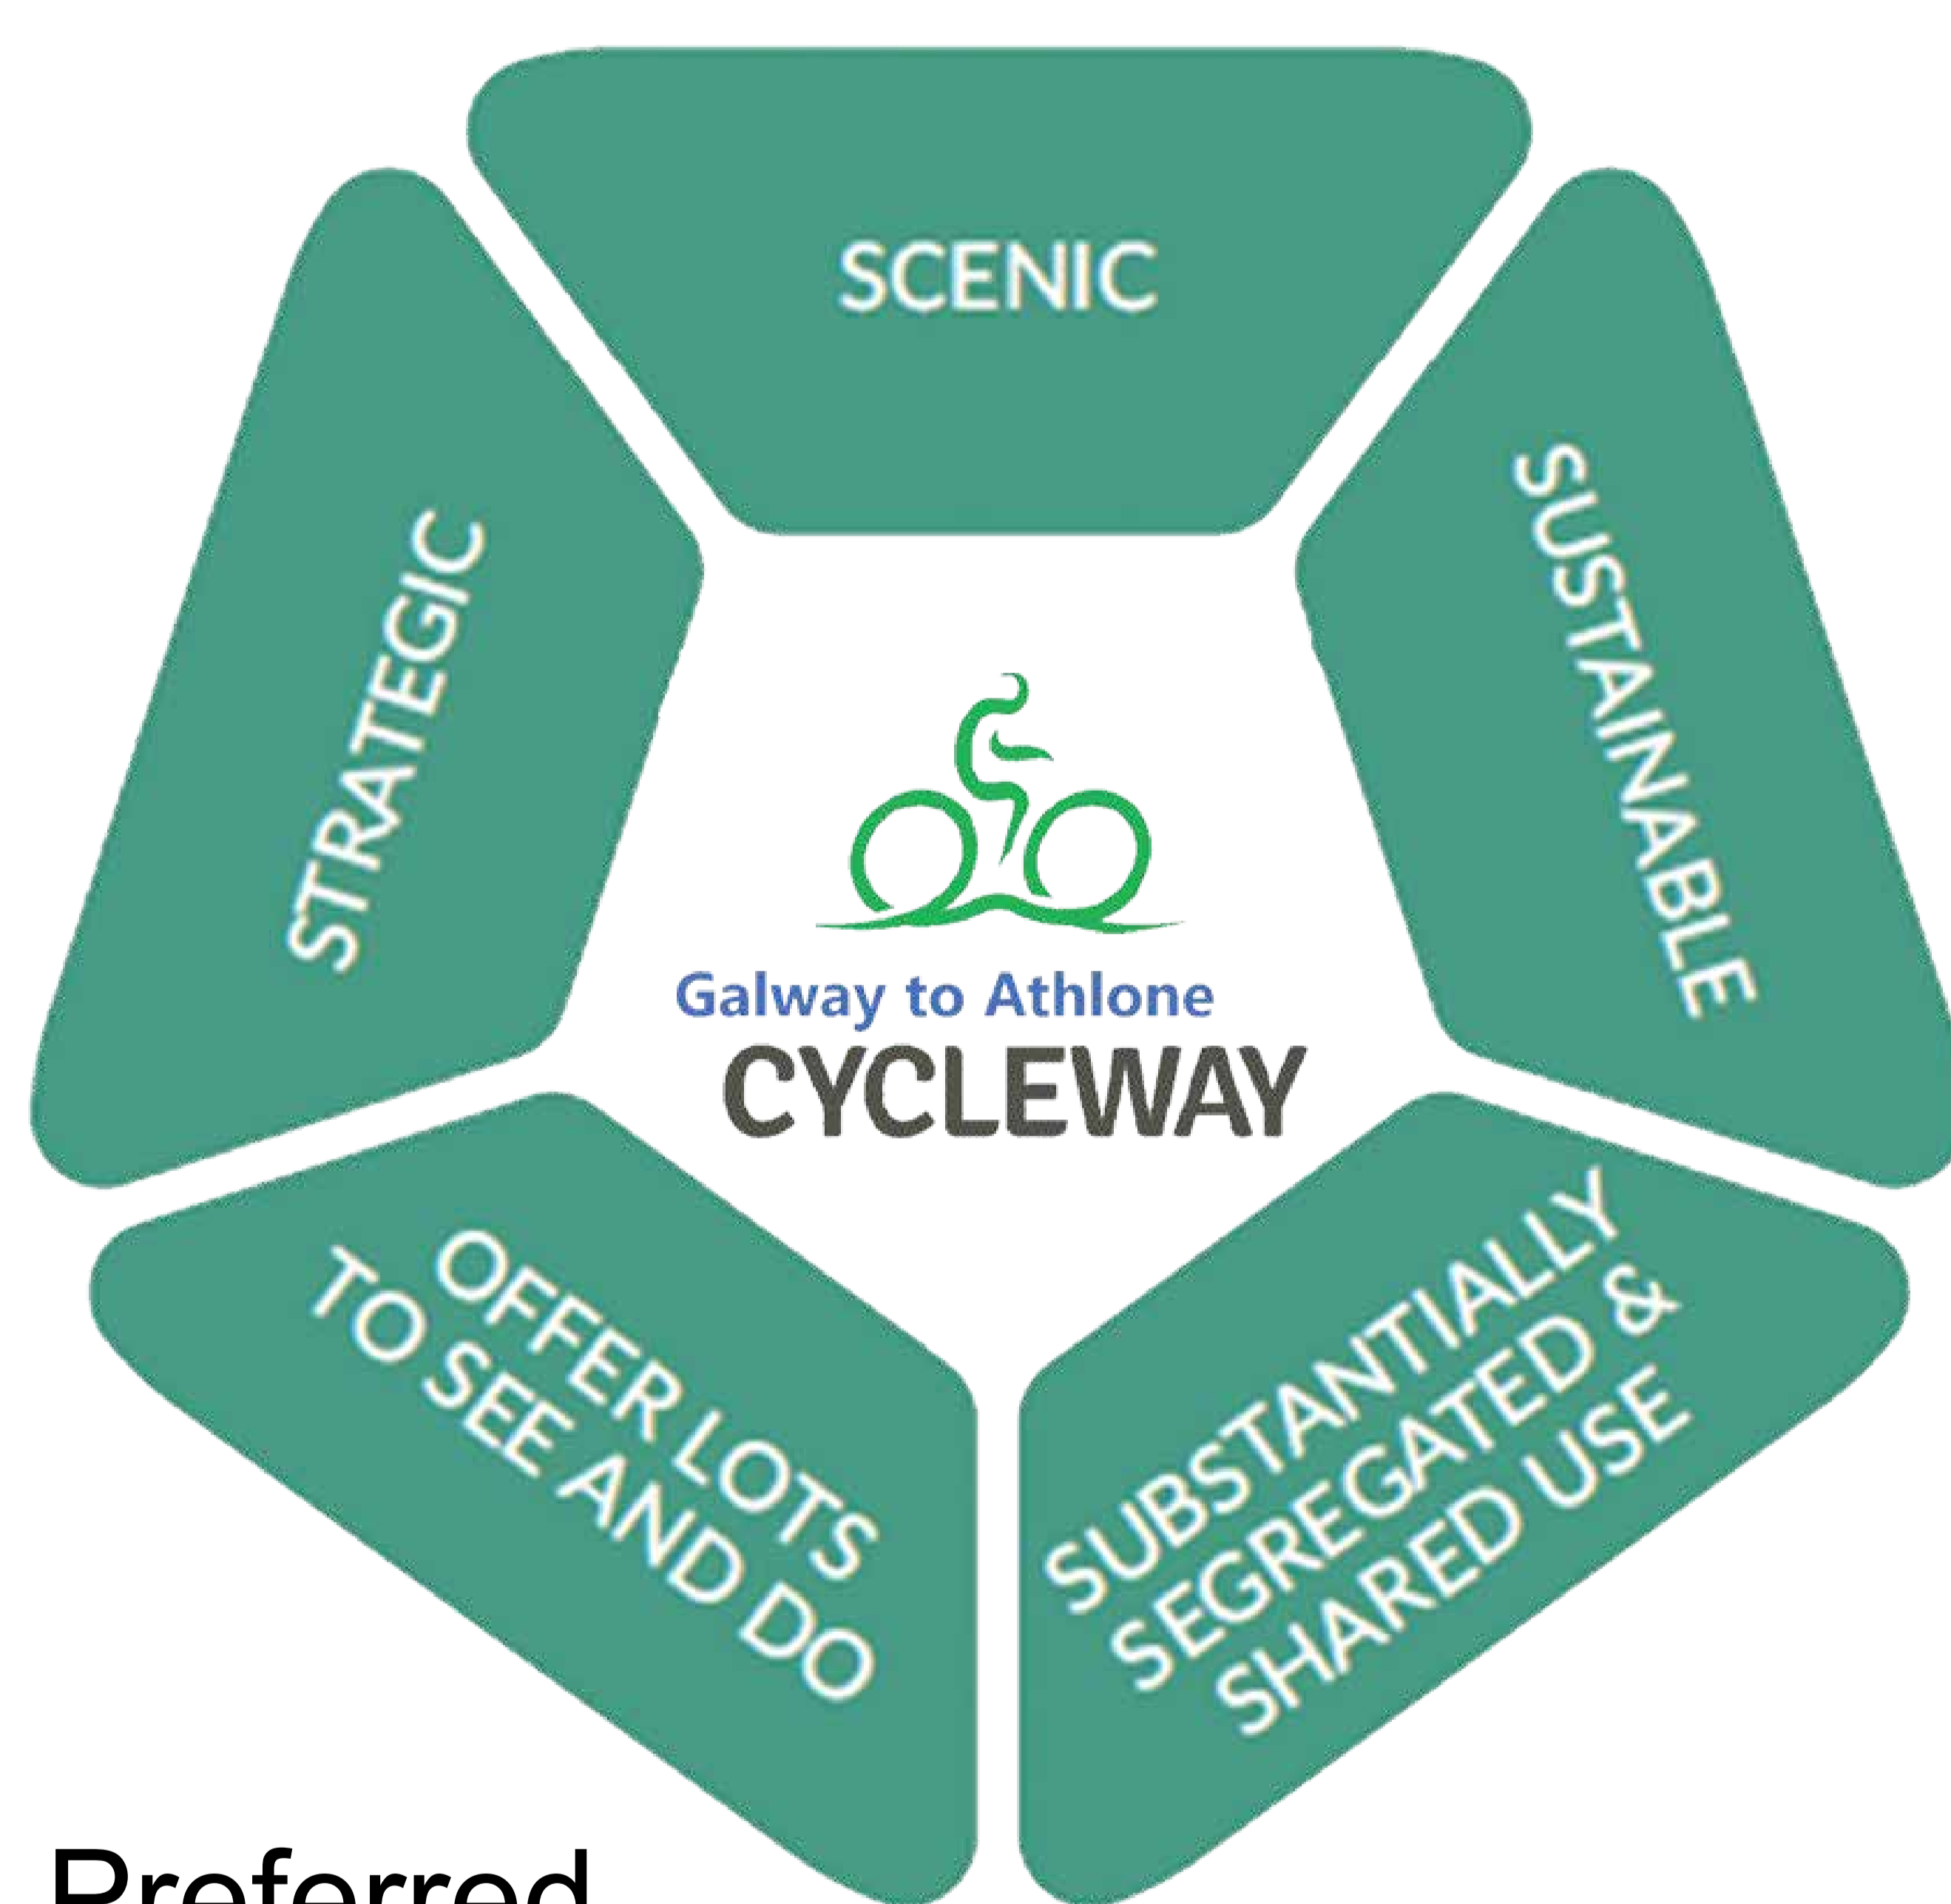 SCENIC
SUSTAINABLE
STRATEGIC
Galway to Athlone
CYCLEWAY
OFFER LOTS
TO SEE AND DO
SUBSTANTIALLY
SEGREGATED &
SHARED USE
Preferred